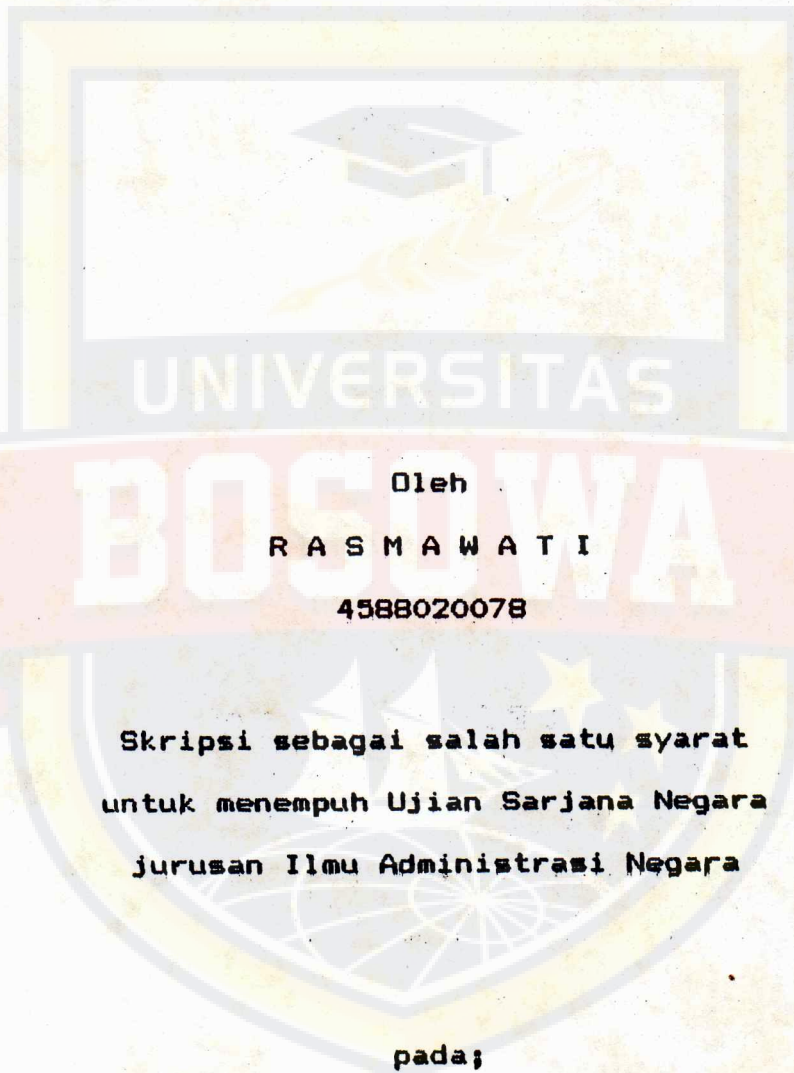 UNIVERSITAS
BOSOWA
Oleh
R A S M A W A T I
4588020078
Skripsi sebagai salah satu syarat
untuk menempuh Ujian Sarjana Negara
jurusan Ilmu Administrasi Negara
pada;